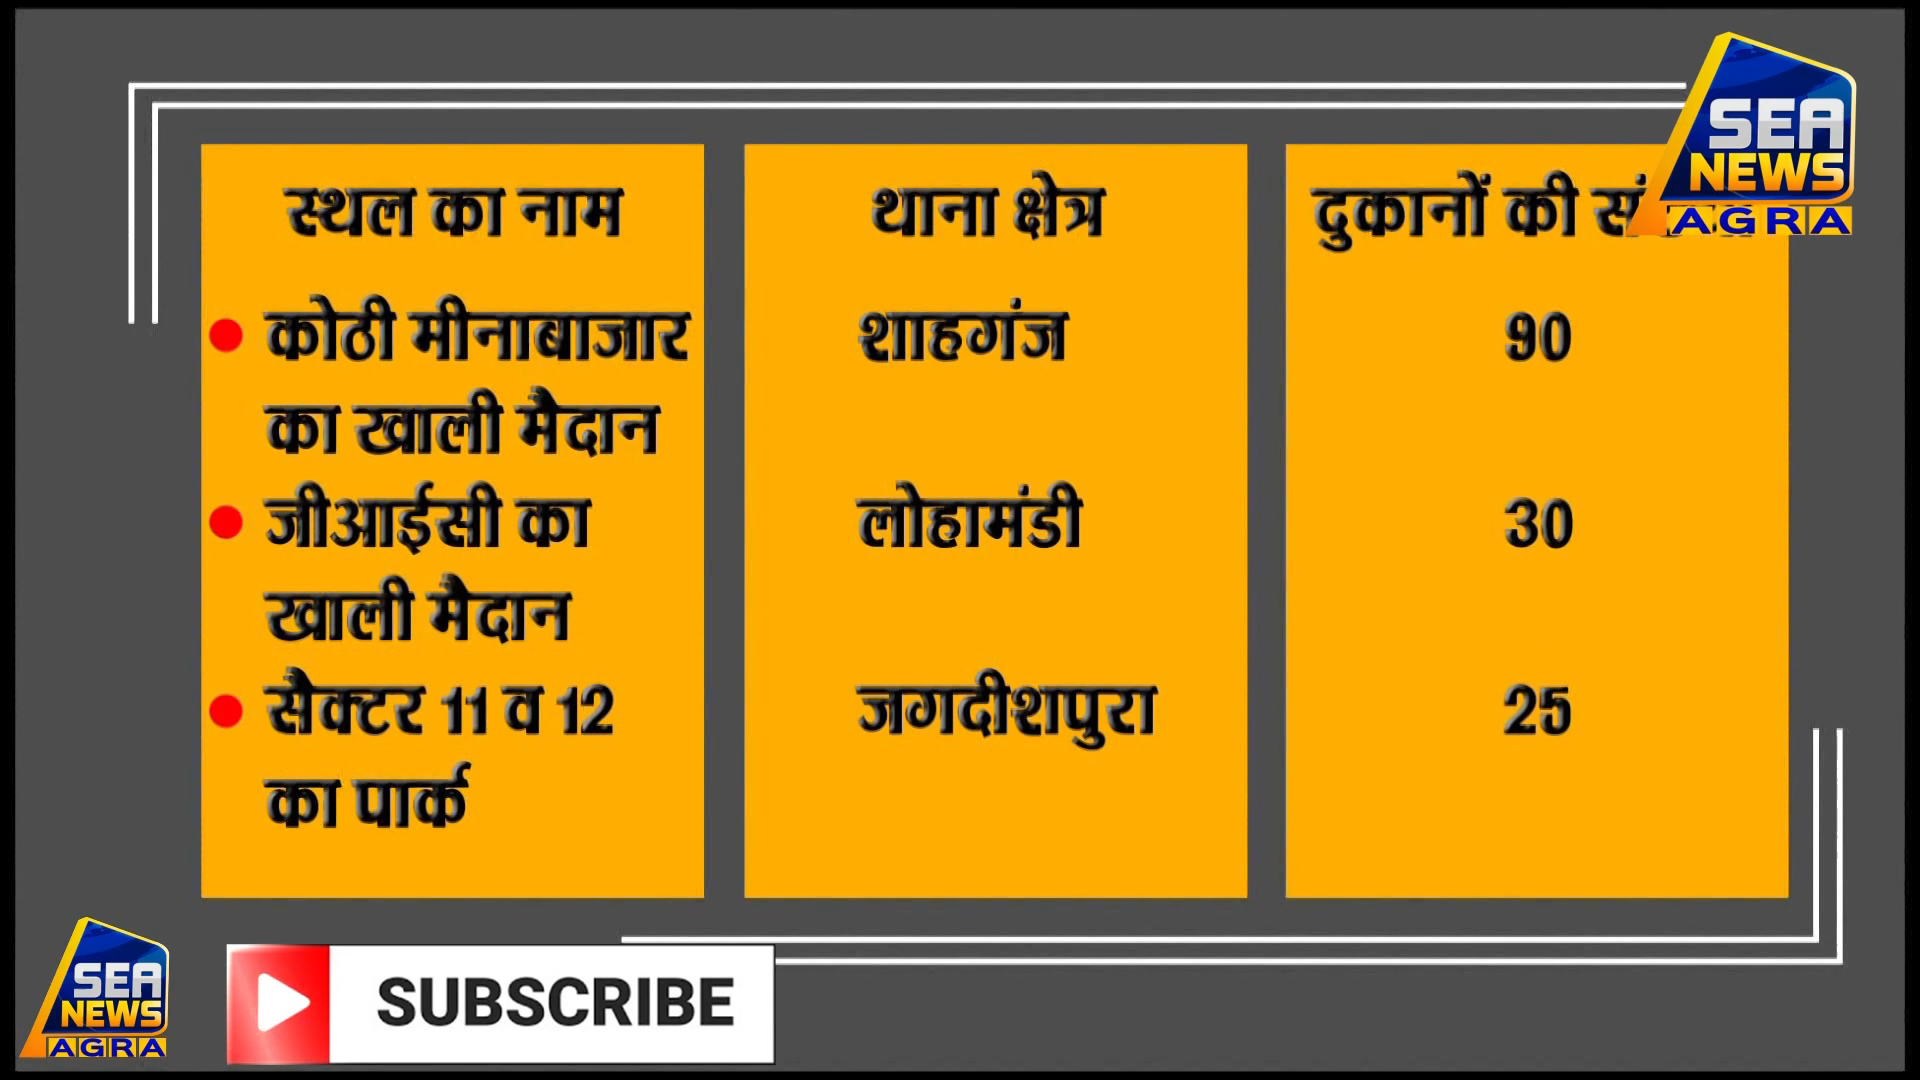 स्थल का नाम थाना क्षेत्र दुकानों की
कोठी मीनाबाजार शाहगंज 90
का खाली मैदान
जीआईसी का लोहामंडी 30
खाली मैदान
सैक्टर 11 व 12 जगदीशपुरा 25
का पार्क
SEA
NEWS
AGRA
SEA
NEWS
AGRA
SUBSCRIBE